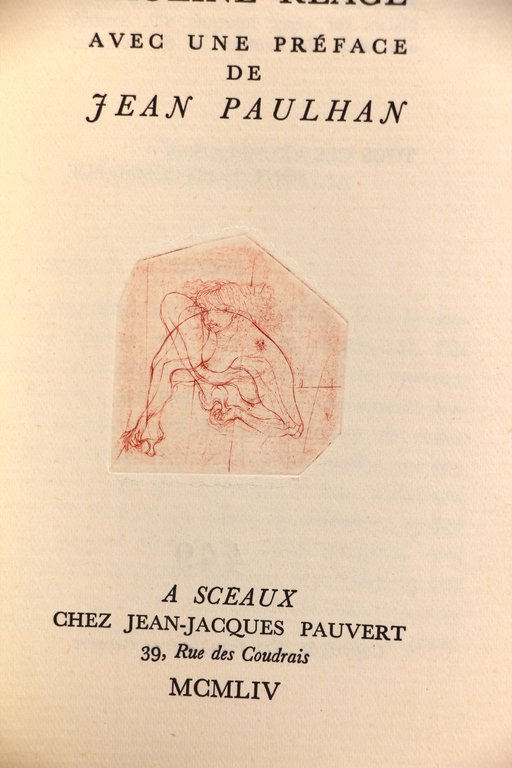 AVEC UNE PRÉFACE
DE
JEAN PAULHAN
A SCEAUX
CHEZ JEAN-JACQUES PAUVERT
39, Rue des Coudrais
MCMLIV